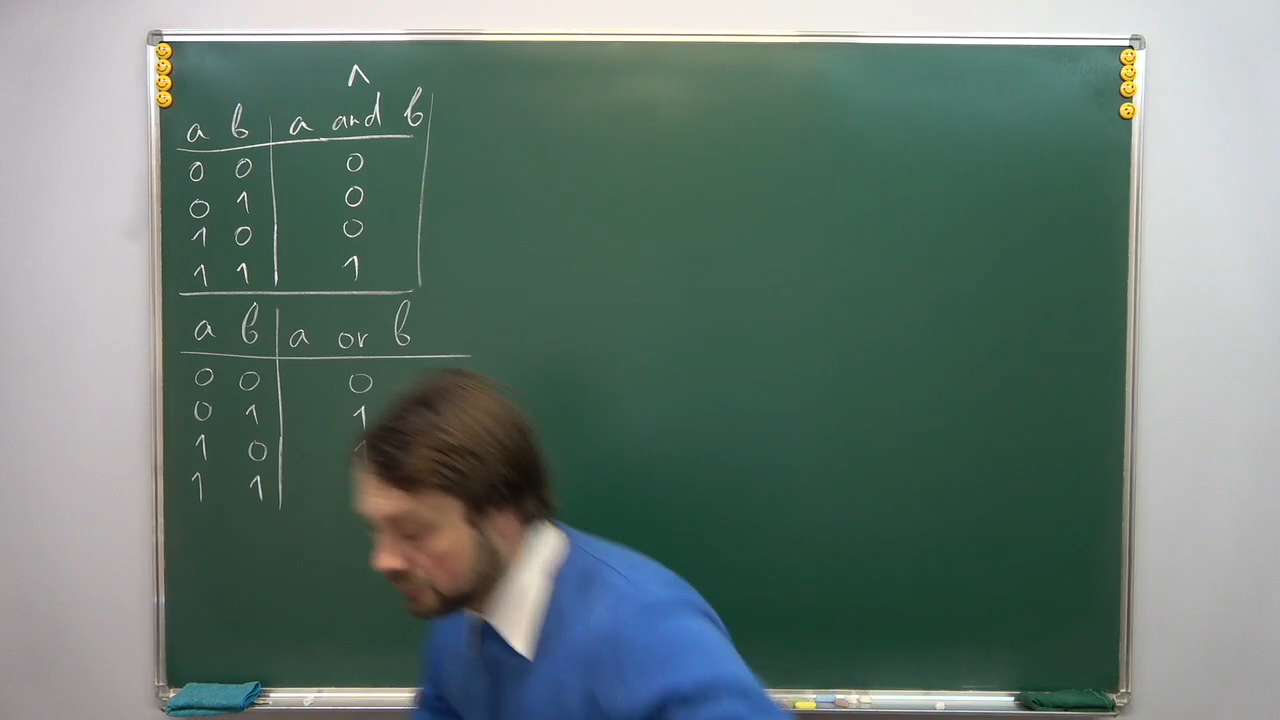 ^
a b a and b
0 0 0
0 1 0
1 0 0
1 1 1
a b a or b
0 0 0
0 1 1
1 0
1 1